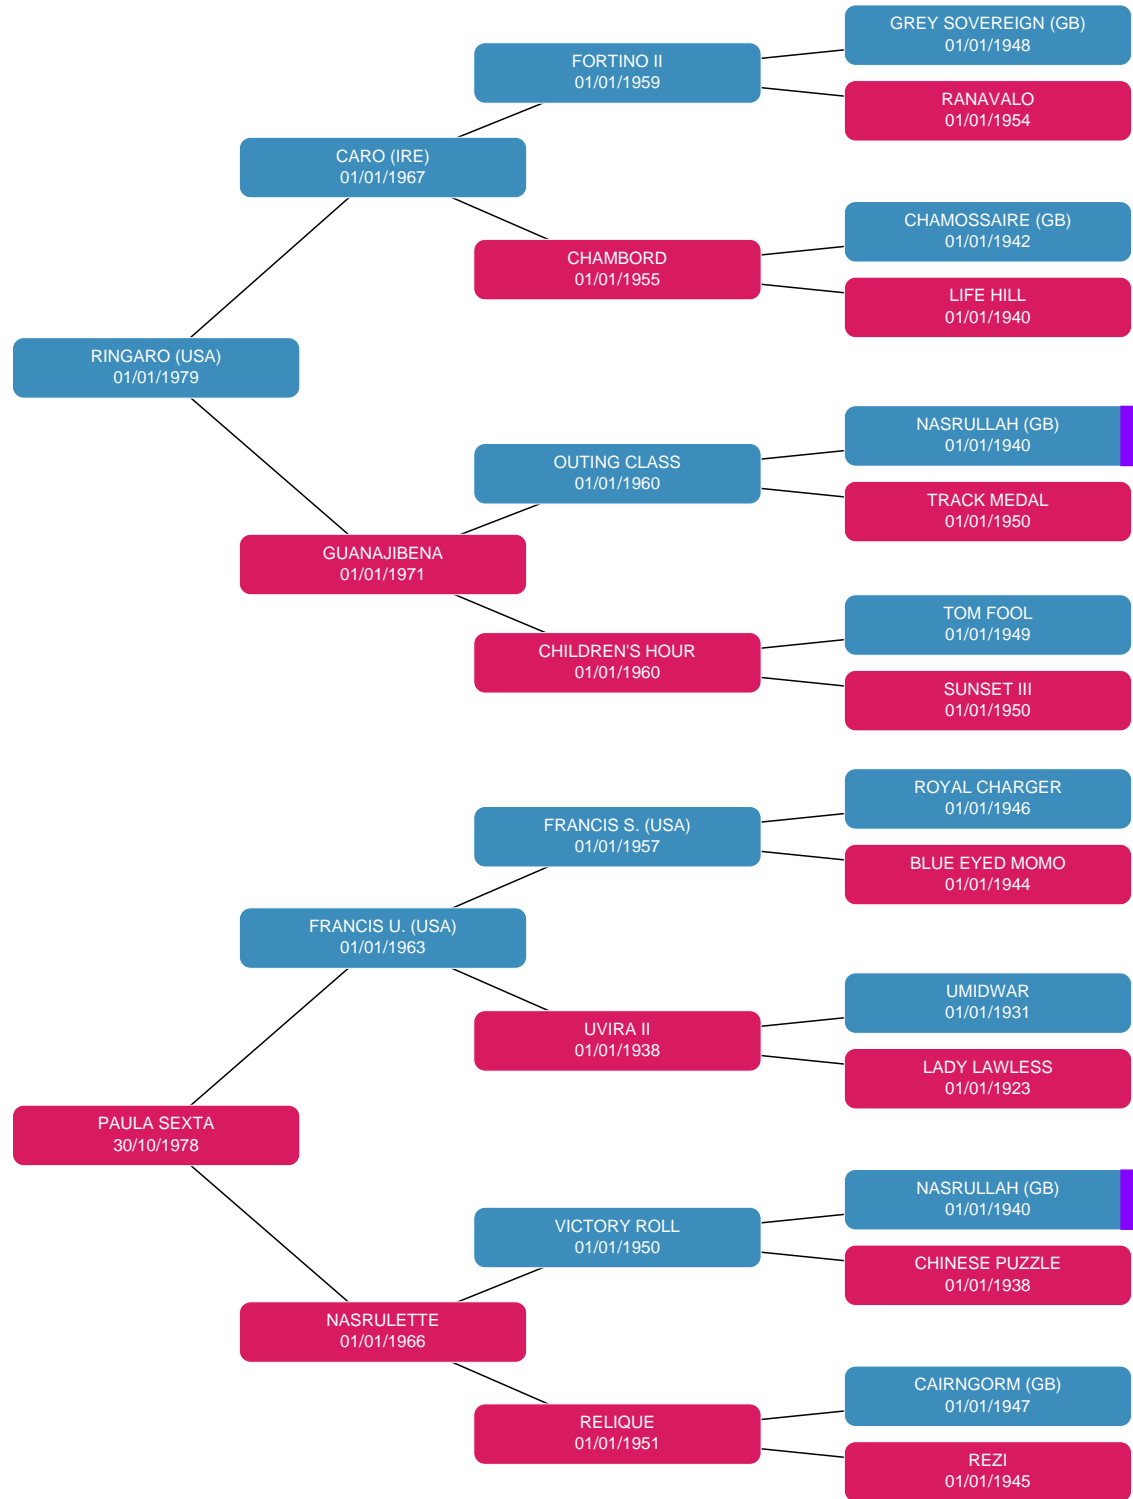 GREY SOVEREIGN (GB)
01/01/1948
FORTINO II
01/01/1959
RANAVALO
01/01/1954
CARO (IRE)
01/01/1967
CHAMOSSAIRE (GB)
01/01/1942
CHAMBORD
01/01/1955
LIFE HILL
01/01/1940
RINGARO (USA)
01/01/1979
NASRULLAH (GB)
01/01/1940
OUTING CLASS
01/01/1960
TRACK MEDAL
01/01/1950
GUANAJIBENA
01/01/1971
TOM FOOL
01/01/1949
CHILDREN'S HOUR
01/01/1960
SUNSET III
01/01/1950
ROYAL CHARGER
01/01/1946
FRANCIS S. (USA)
01/01/1957
BLUE EYED MOMO
01/01/1944
FRANCIS U. (USA)
01/01/1963
UMIDWAR
01/01/1931
UVIRA II
01/01/1938
LADY LAWLESS
01/01/1923
PAULA SEXTA
30/10/1978
NASRULLAH (GB)
01/01/1940
VICTORY ROLL
01/01/1950
CHINESE PUZZLE
01/01/1938
NASRULETTE
01/01/1966
CAIRNGORM (GB)
01/01/1947
RELIQUE
01/01/1951
REZI
01/01/1945